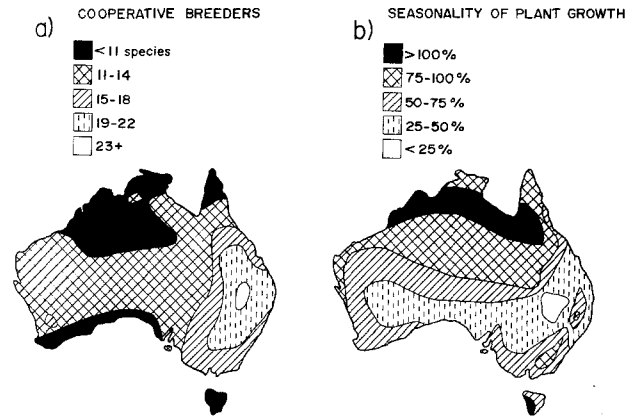 COOPERATIVE BREEDERS
a)
<11 species
11-14
15-18
19-22
23+
SEASONALITY OF PLANT GROWTH
b)
>100%
75-100%
50-75%
25-50%
<25%